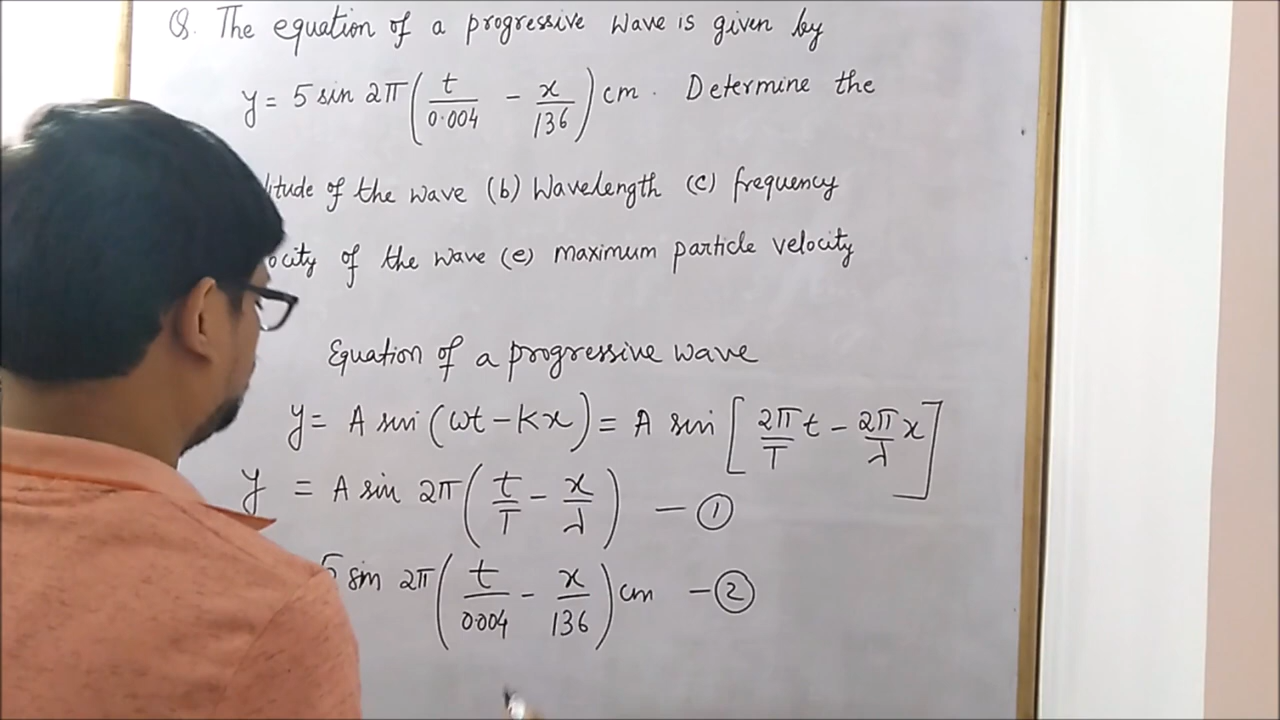 Q. The equation of a progressive wave is given by
y = 5 sin 2π (t/0.004 - x/136) cm. Determine the
of the wave (b) Wavelength (c) frequency
of the wave (e) maximum particle velocity
Equation of a progressive wave
y = A sin (ωt - Kx) = A sin [2π/T t - 2π/λ x]
y = A sin 2π (t/T - x/λ) - ①
5 sin 2π (t/0.004 - x/136) cm - ②